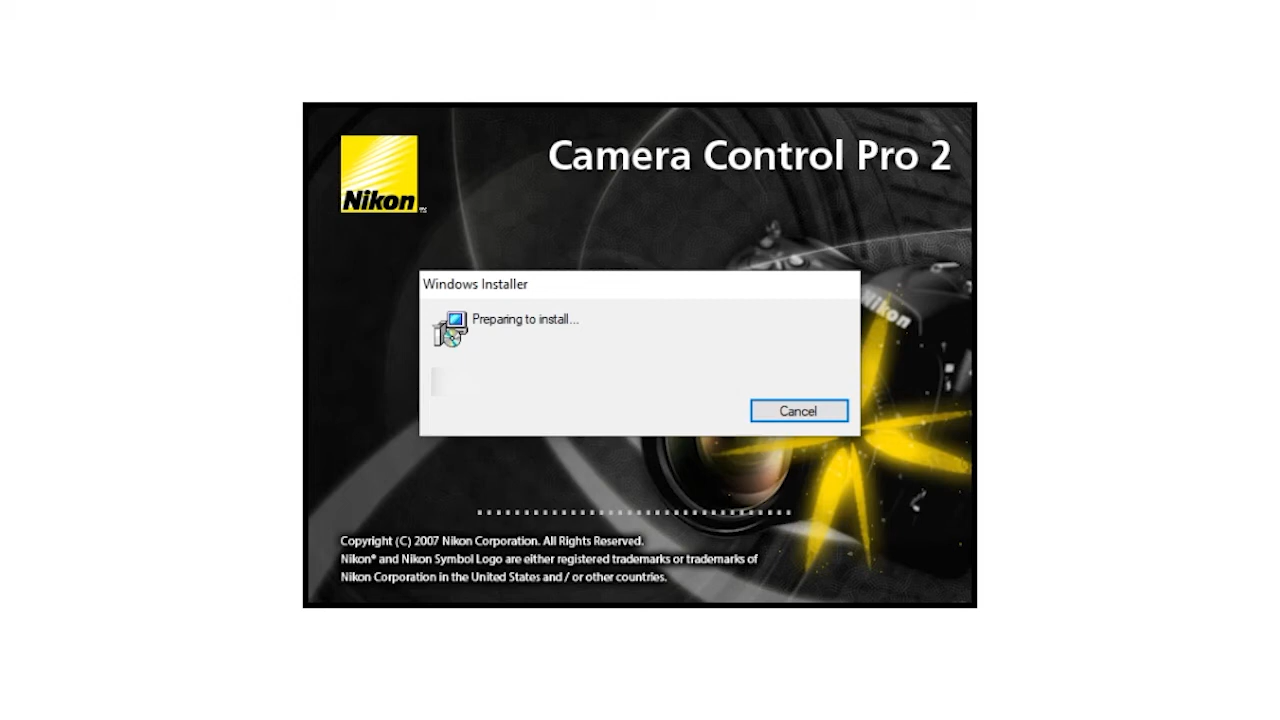 Nikon™
Camera Control Pro 2
Windows Installer
Nikon
Preparing to install...
Cancel
Copyright (C) 2007 Nikon Corporation. All Rights Reserved.
Nikon® and Nikon Symbol Logo are either registered trademarks or trademarks of
Nikon Corporation in the United States and / or other countries.